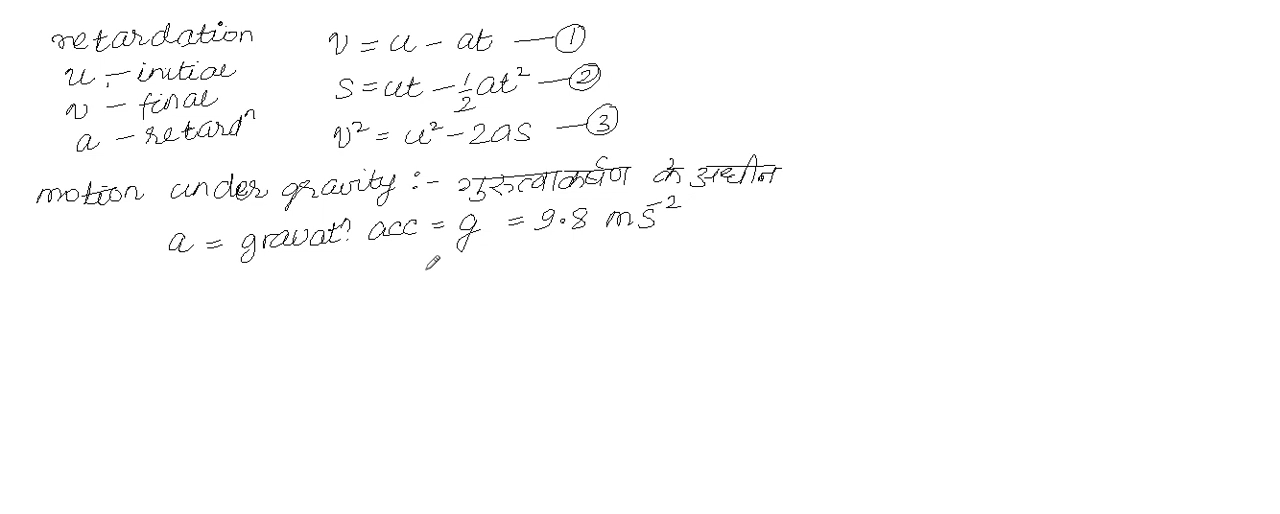 retardation v = u - at —①
u - initial s = ut - ½at² —②
v - final
a - retardⁿ v² = u² - 2as —③
motion under gravity :- गुरुत्वाकर्षण के अधीन
a = gravatⁿ. acc = g = 9.8 ms⁻²